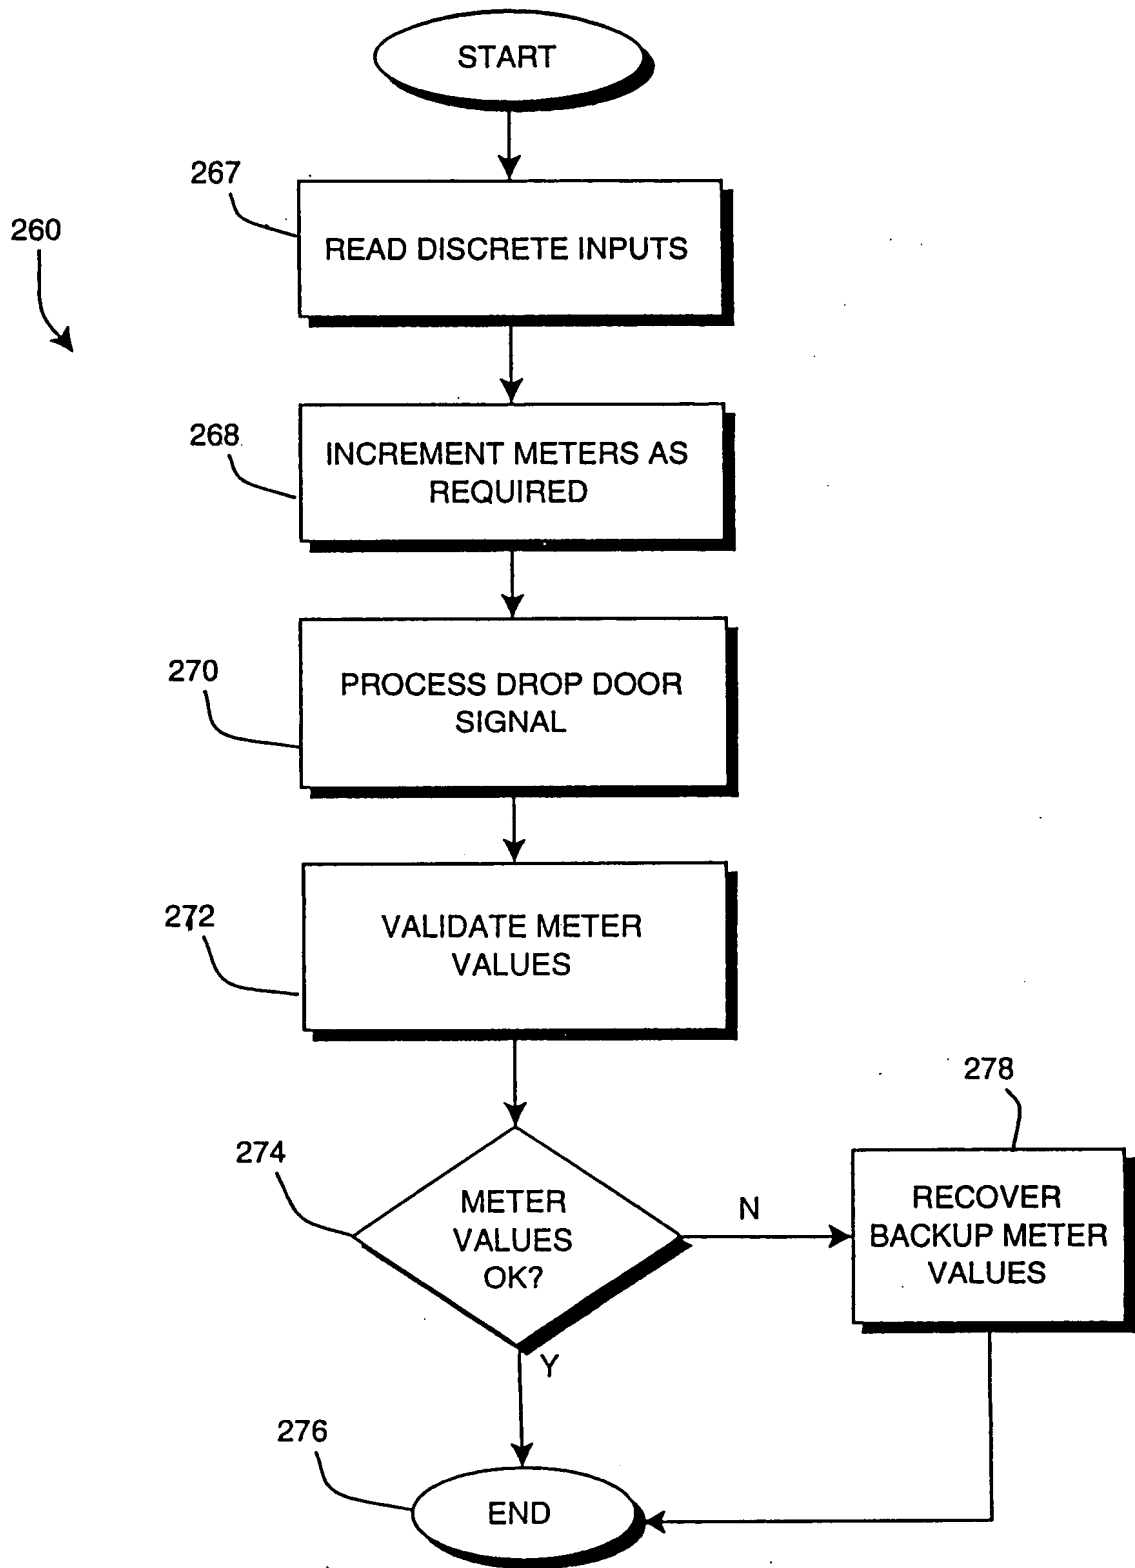 START
267
READ DISCRETE INPUTS
260
268
INCREMENT METERS AS
REQUIRED
270
PROCESS DROP DOOR
SIGNAL
272
VALIDATE METER
VALUES
278
274
METER
VALUES
OK?
N
RECOVER
BACKUP METER
VALUES
Y
276
END